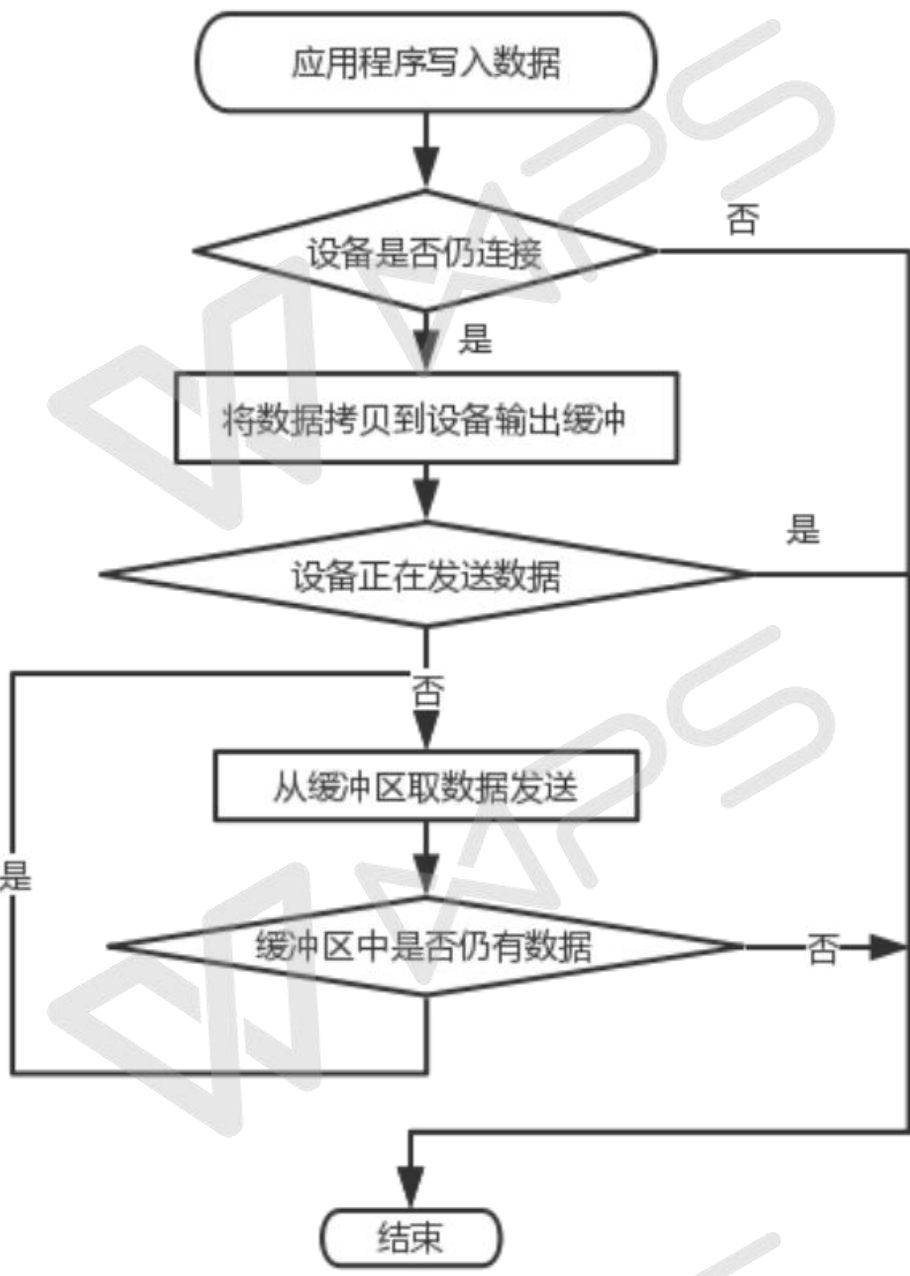 应用程序写入数据
否
设备是否仍连接
是
将数据拷贝到设备输出缓冲
是
设备正在发送数据
否
从缓冲区取数据发送
是
缓冲区中是否仍有数据
否
结束
WPS
WPS